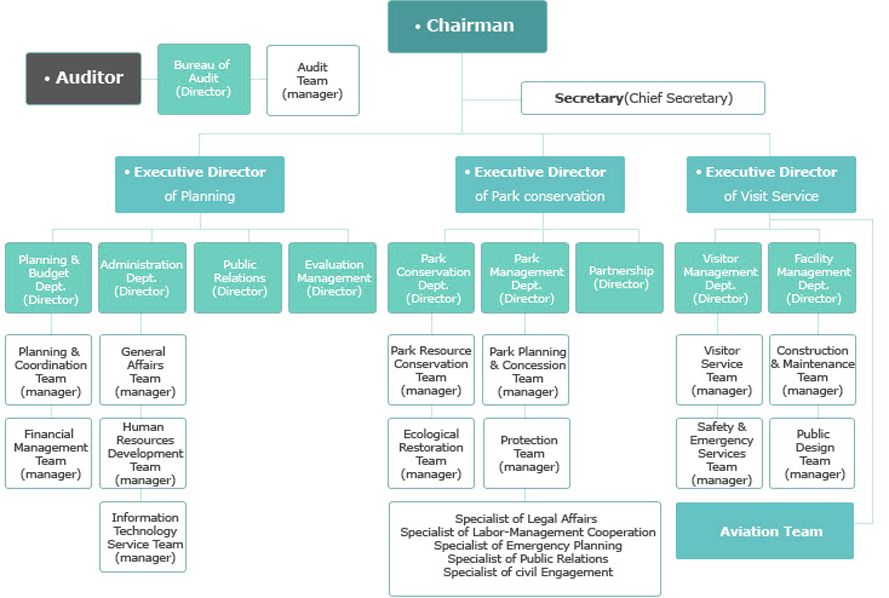 • Chairman
• Auditor
Bureau of
Audit
(Director)
Audit
Team
(manager)
Secretary(Chief Secretary)
• Executive Director
of Planning
• Executive Director
of Park conservation
• Executive Director
of Visit Service
Planning &
Budget
Dept.
(Director)
Administration
Dept.
(Director)
Public
Relations
(Director)
Evaluation
Management
(Director)
Park
Conservation
Dept.
(Director)
Park
Management
Dept.
(Director)
Partnership
(Director)
Visitor
Management
Dept.
(Director)
Facility
Management
Dept.
(Director)
Planning &
Coordination
Team
(manager)
General
Affairs
Team
(manager)
Park Resource
Conservation
Team
(manager)
Park Planning
& Concession
Team
(manager)
Visitor
Service
Team
(manager)
Construction
& Maintenance
Team
(manager)
Financial
Management
Team
(manager)
Human
Resources
Development
Team
(manager)
Ecological
Restoration
Team
(manager)
Protection
Team
(manager)
Safety &
Emergency
Services
Team
(manager)
Public
Design
Team
(manager)
Information
Technology
Service Team
(manager)
Specialist of Legal Affairs
Specialist of Labor-Management Cooperation
Specialist of Emergency Planning
Specialist of Public Relations
Specialist of civil Engagement
Aviation Team